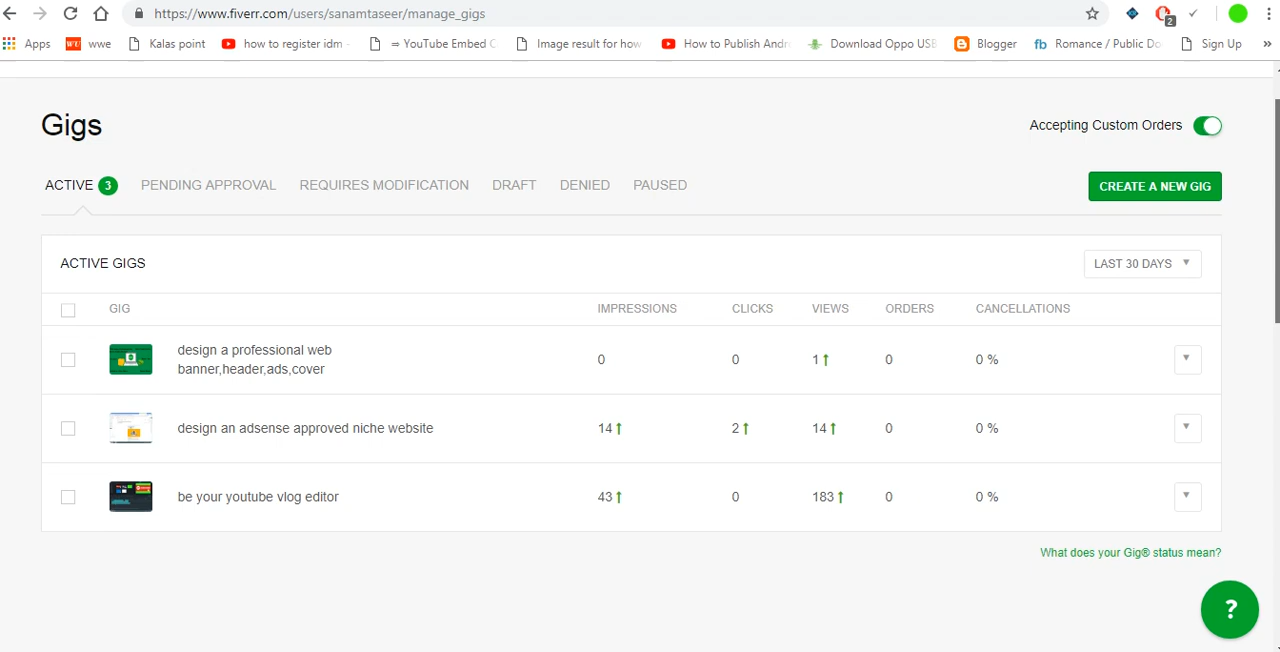 https://www.fiverr.com/users/sanamtaseer/manage_gigs
2
Apps wwe Kalas point how to register idm - ⇒ YouTube Embed C Image result for how How to Publish Andr Download Oppo USB Blogger Romance / Public Do Sign Up »
Gigs
Accepting Custom Orders
ACTIVE 3 PENDING APPROVAL REQUIRES MODIFICATION DRAFT DENIED PAUSED
CREATE A NEW GIG
ACTIVE GIGS
LAST 30 DAYS
GIG IMPRESSIONS CLICKS VIEWS ORDERS CANCELLATIONS
design a professional web
banner,header,ads,cover
0 0 1 0 0 %
design an adsense approved niche website 14 2 14 0 0 %
be your youtube vlog editor 43 0 183 0 0 %
What does your Gig® status mean?
?